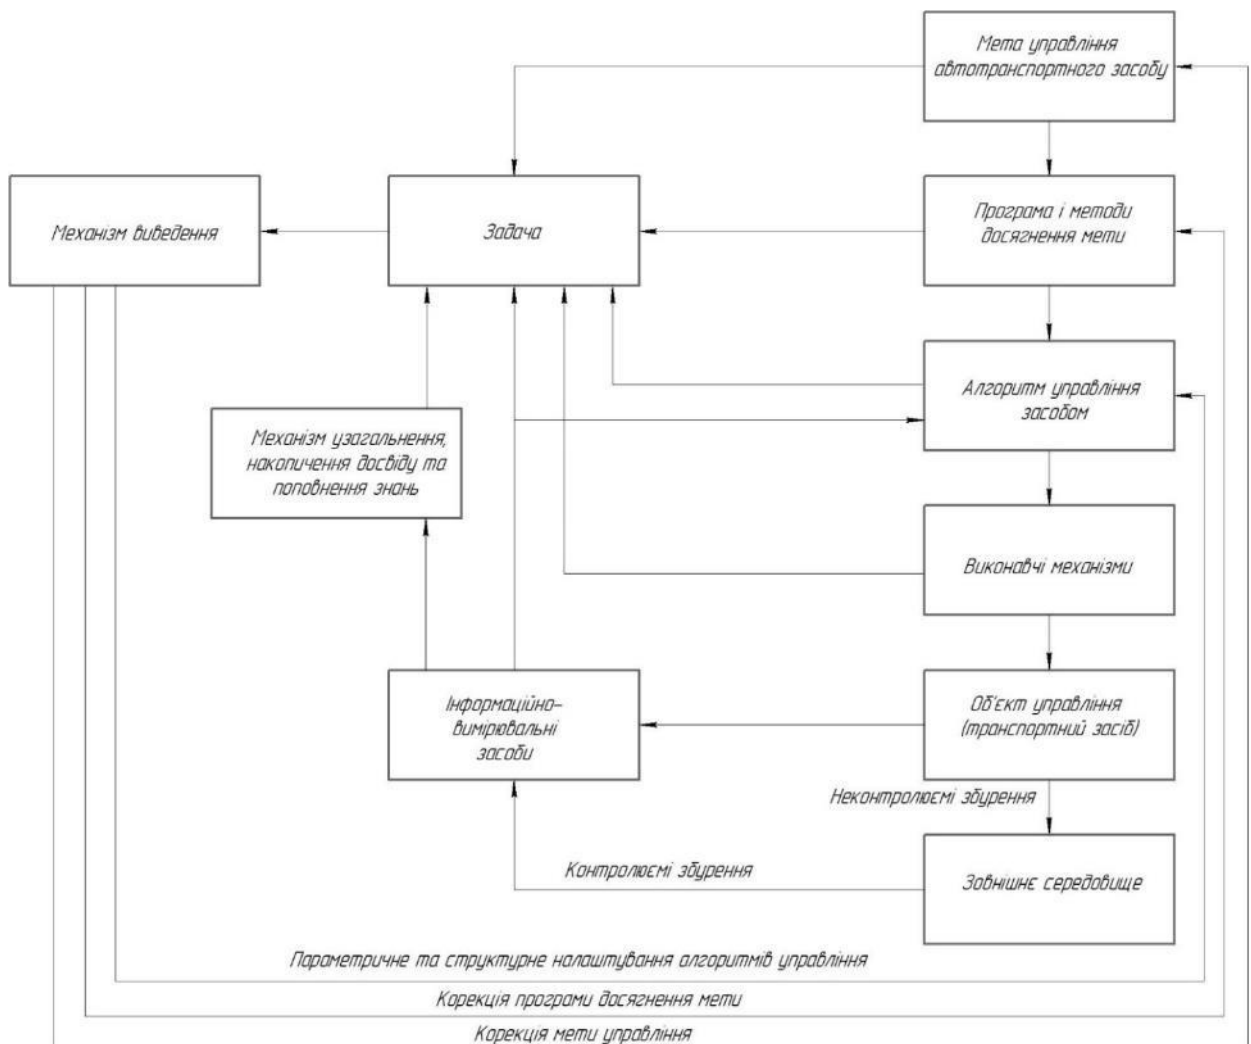 Мета управління
автотранспортного засобу
Механізм виведення
Задача
Програма і методи
досягнення мети
Алгоритм управління
засобом
Механізм узагальнення,
накопичення досвіду та
поповнення знань
Виконавчі механізми
Інформаційно-
вимірювальні
засоби
Об'єкт управління
(транспортний засіб)
Неконтролюємі збурення
Контролюємі збурення
Зовнішнє середовище
Параметричне та структурне налаштування алгоритмів управління
Корекція програми досягнення мети
Корекція мети управління